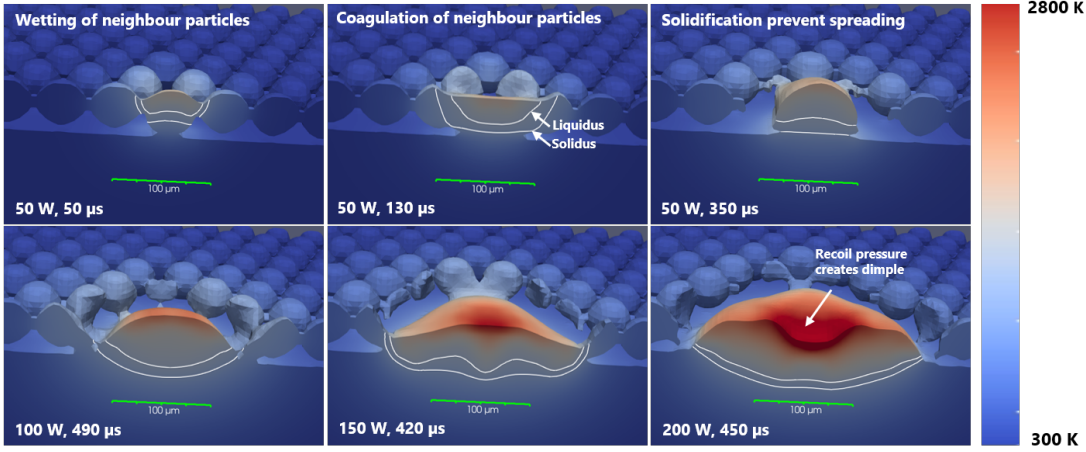 Wetting of neighbour particles
100 µm
50 W, 50 µs
Coagulation of neighbour particles
Liquidus
Solidus
100 µm
50 W, 130 µs
Solidification prevent spreading
100 µm
50 W, 350 µs
2800 K
100 µm
100 W, 490 µs
100 µm
150 W, 420 µs
Recoil pressure
creates dimple
100 µm
200 W, 450 µs
300 K